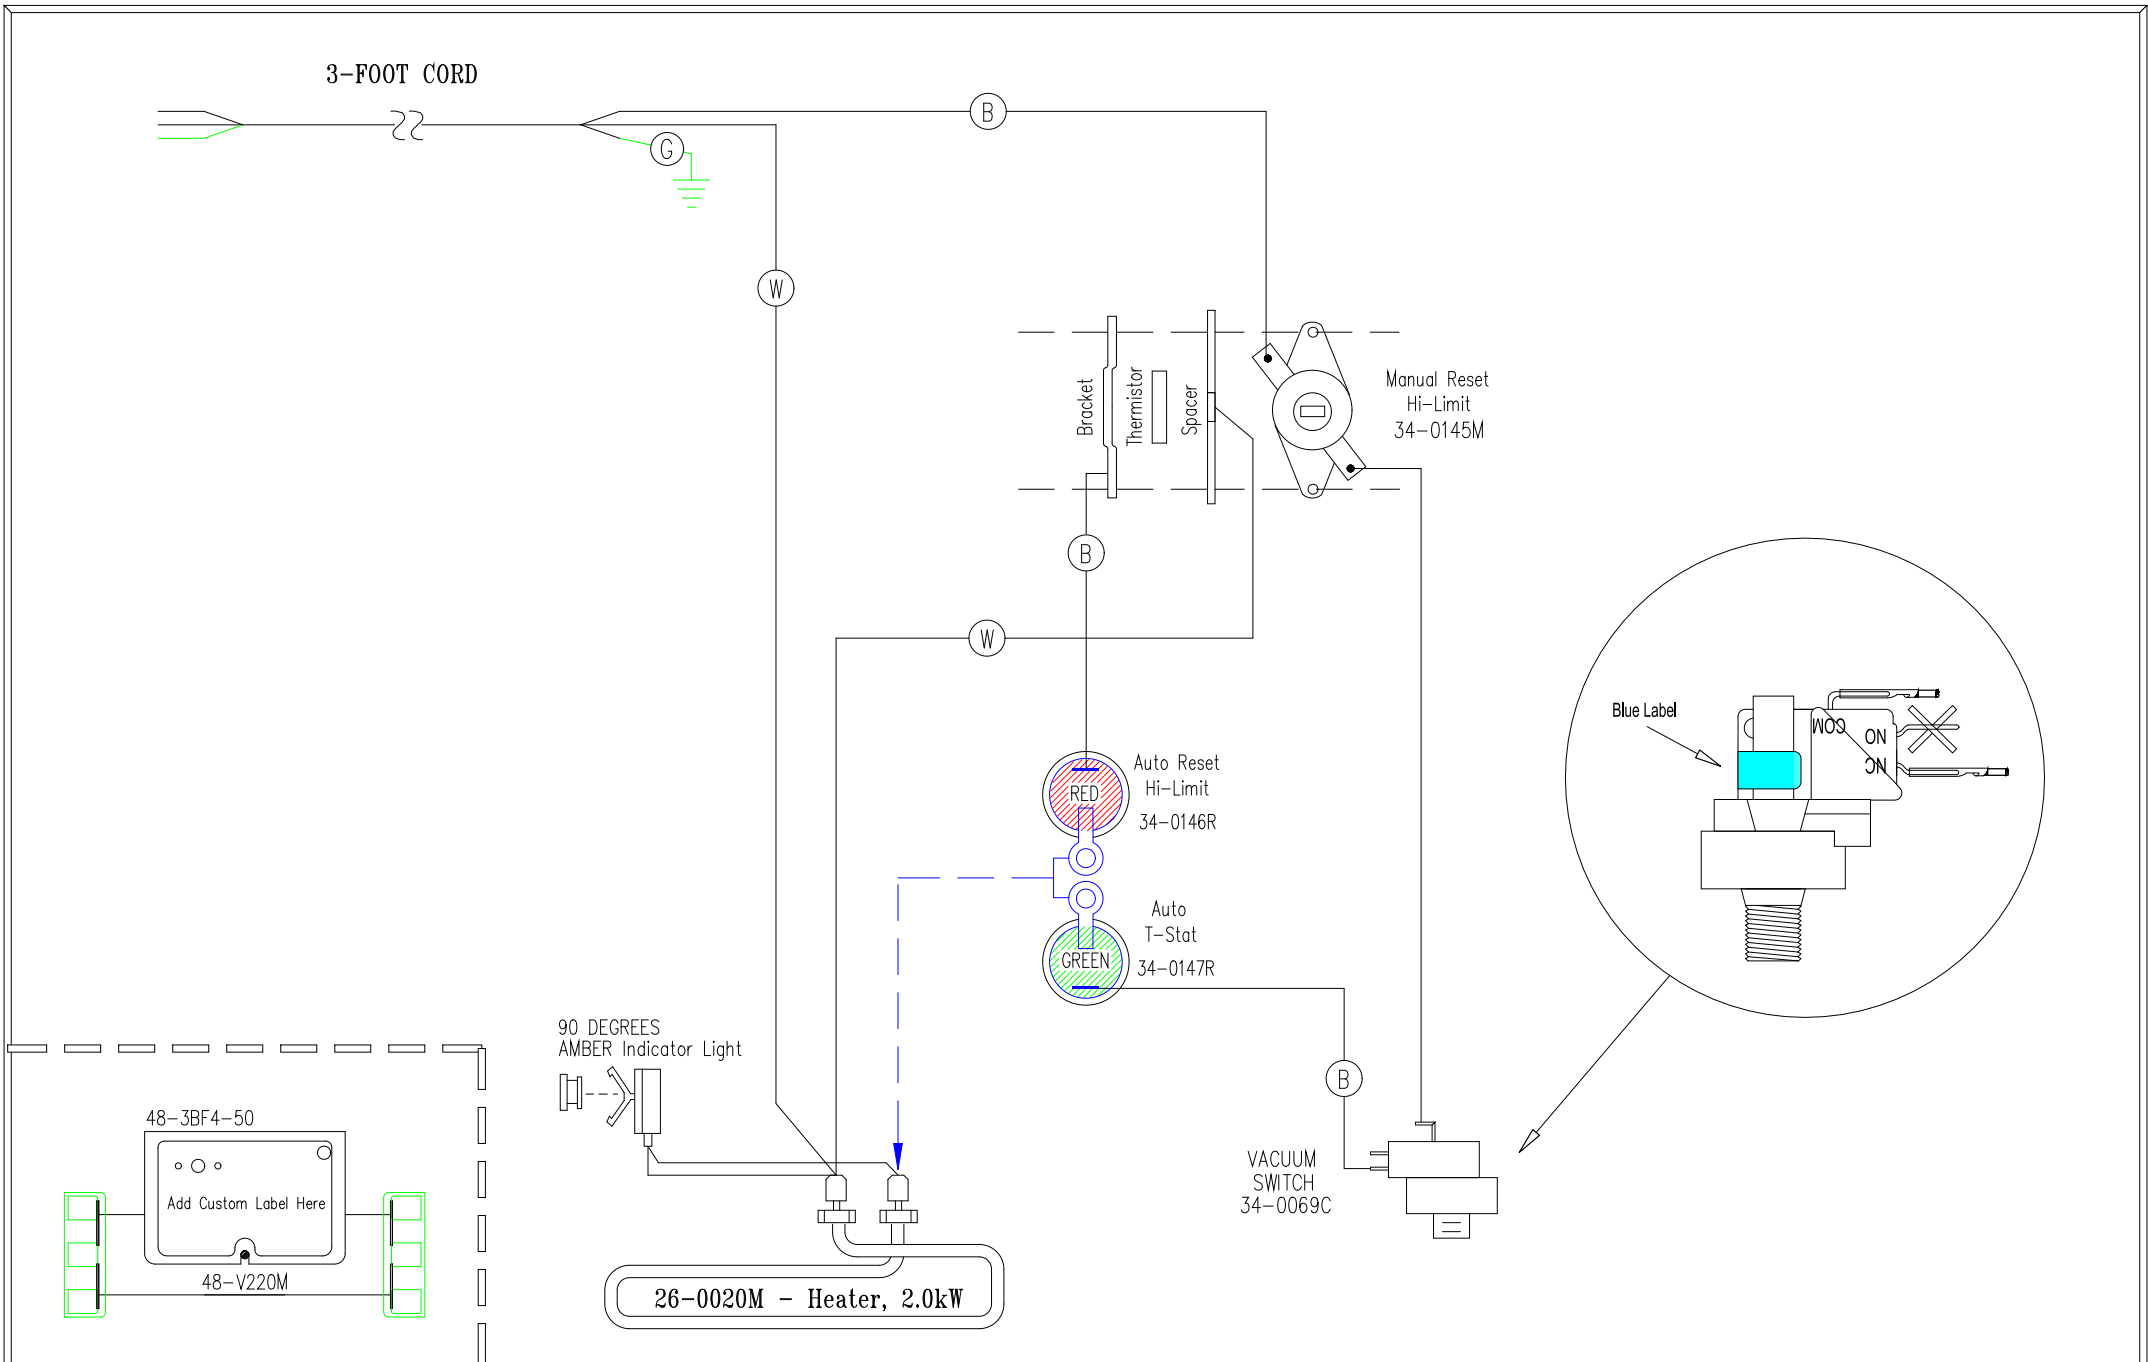 3-FOOT CORD
B
G
W
Bracket
Thermistor
Spacer
Manual Reset
Hi-Limit
34-0145M
B
W
Blue Label
COM
NO
NC
RED
Auto Reset
Hi-Limit
34-0146R
Auto
T-Stat
34-0147R
GREEN
90 DEGREES
AMBER Indicator Light
B
48-3BF4-50
Add Custom Label Here
48-V220M
VACUUM
SWITCH
34-0069C
26-0020M - Heater, 2.0kW